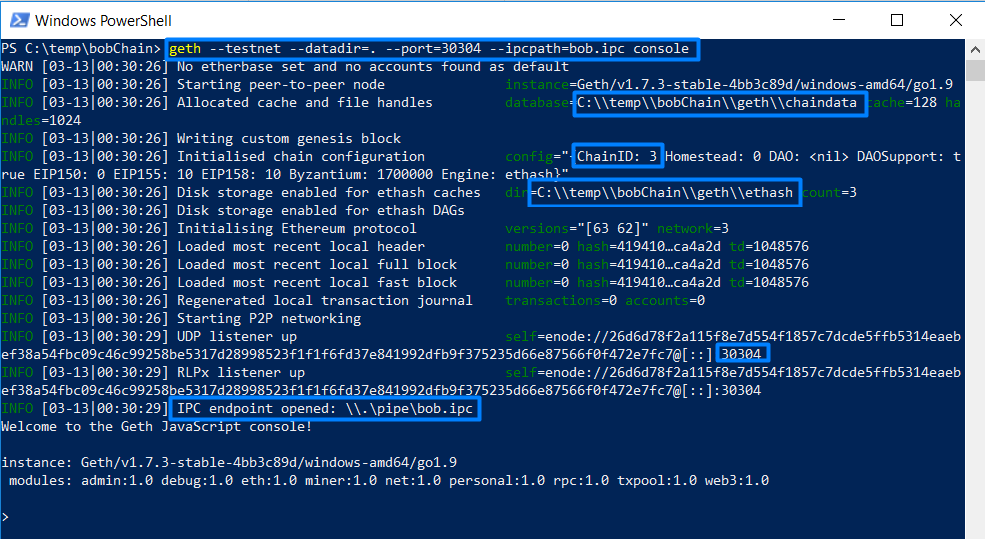 Windows PowerShell
PS C:\temp\bobChain> geth --testnet --datadir=. --port=30304 --ipcpath=bob.ipc console
WARN [03-13|00:30:26] No etherbase set and no accounts found as default
INFO [03-13|00:30:26] Starting peer-to-peer node instance=Geth/v1.7.3-stable-4bb3c89d/windows-amd64/go1.9
INFO [03-13|00:30:26] Allocated cache and file handles database=C:\\temp\\bobChain\\geth\\chaindata cache=128 ha
ndles=1024
INFO [03-13|00:30:26] Writing custom genesis block
INFO [03-13|00:30:26] Initialised chain configuration config="{ChainID: 3 Homestead: 0 DAO: <nil> DAOSupport: t
rue EIP150: 0 EIP155: 10 EIP158: 10 Byzantium: 1700000 Engine: ethash}"
INFO [03-13|00:30:26] Disk storage enabled for ethash caches dir=C:\\temp\\bobChain\\geth\\ethash count=3
INFO [03-13|00:30:26] Disk storage enabled for ethash DAGs
INFO [03-13|00:30:26] Initialising Ethereum protocol versions="[63 62]" network=3
INFO [03-13|00:30:26] Loaded most recent local header number=0 hash=419410…ca4a2d td=1048576
INFO [03-13|00:30:26] Loaded most recent local full block number=0 hash=419410…ca4a2d td=1048576
INFO [03-13|00:30:26] Loaded most recent local fast block number=0 hash=419410…ca4a2d td=1048576
INFO [03-13|00:30:26] Regenerated local transaction journal transactions=0 accounts=0
INFO [03-13|00:30:26] Starting P2P networking
INFO [03-13|00:30:29] UDP listener up self=enode://26d6d78f2a115f8e7d554f1857c7dcde5ffb5314eaeb
ef38a54fbc09c46c99258be5317d28993f1f1f6fd37e841992dfb9f375235d66e87566f0f472e7fc7@[::]:30304
INFO [03-13|00:30:29] RLPx listener up self=enode://26d6d78f2a115f8e7d554f1857c7dcde5ffb5314eaeb
ef38a54fbc09c46c99258be5317d28523f1f1f6fd37e841992dfb9f375235d66e87566f0f472e7fc7@[::]:30304
INFO [03-13|00:30:29] IPC endpoint opened: \\.\pipe\bob.ipc
Welcome to the Geth JavaScript console!
instance: Geth/v1.7.3-stable-4bb3c89d/windows-amd64/go1.9
modules: admin:1.0 debug:1.0 eth:1.0 miner:1.0 net:1.0 personal:1.0 rpc:1.0 txpool:1.0 web3:1.0
>